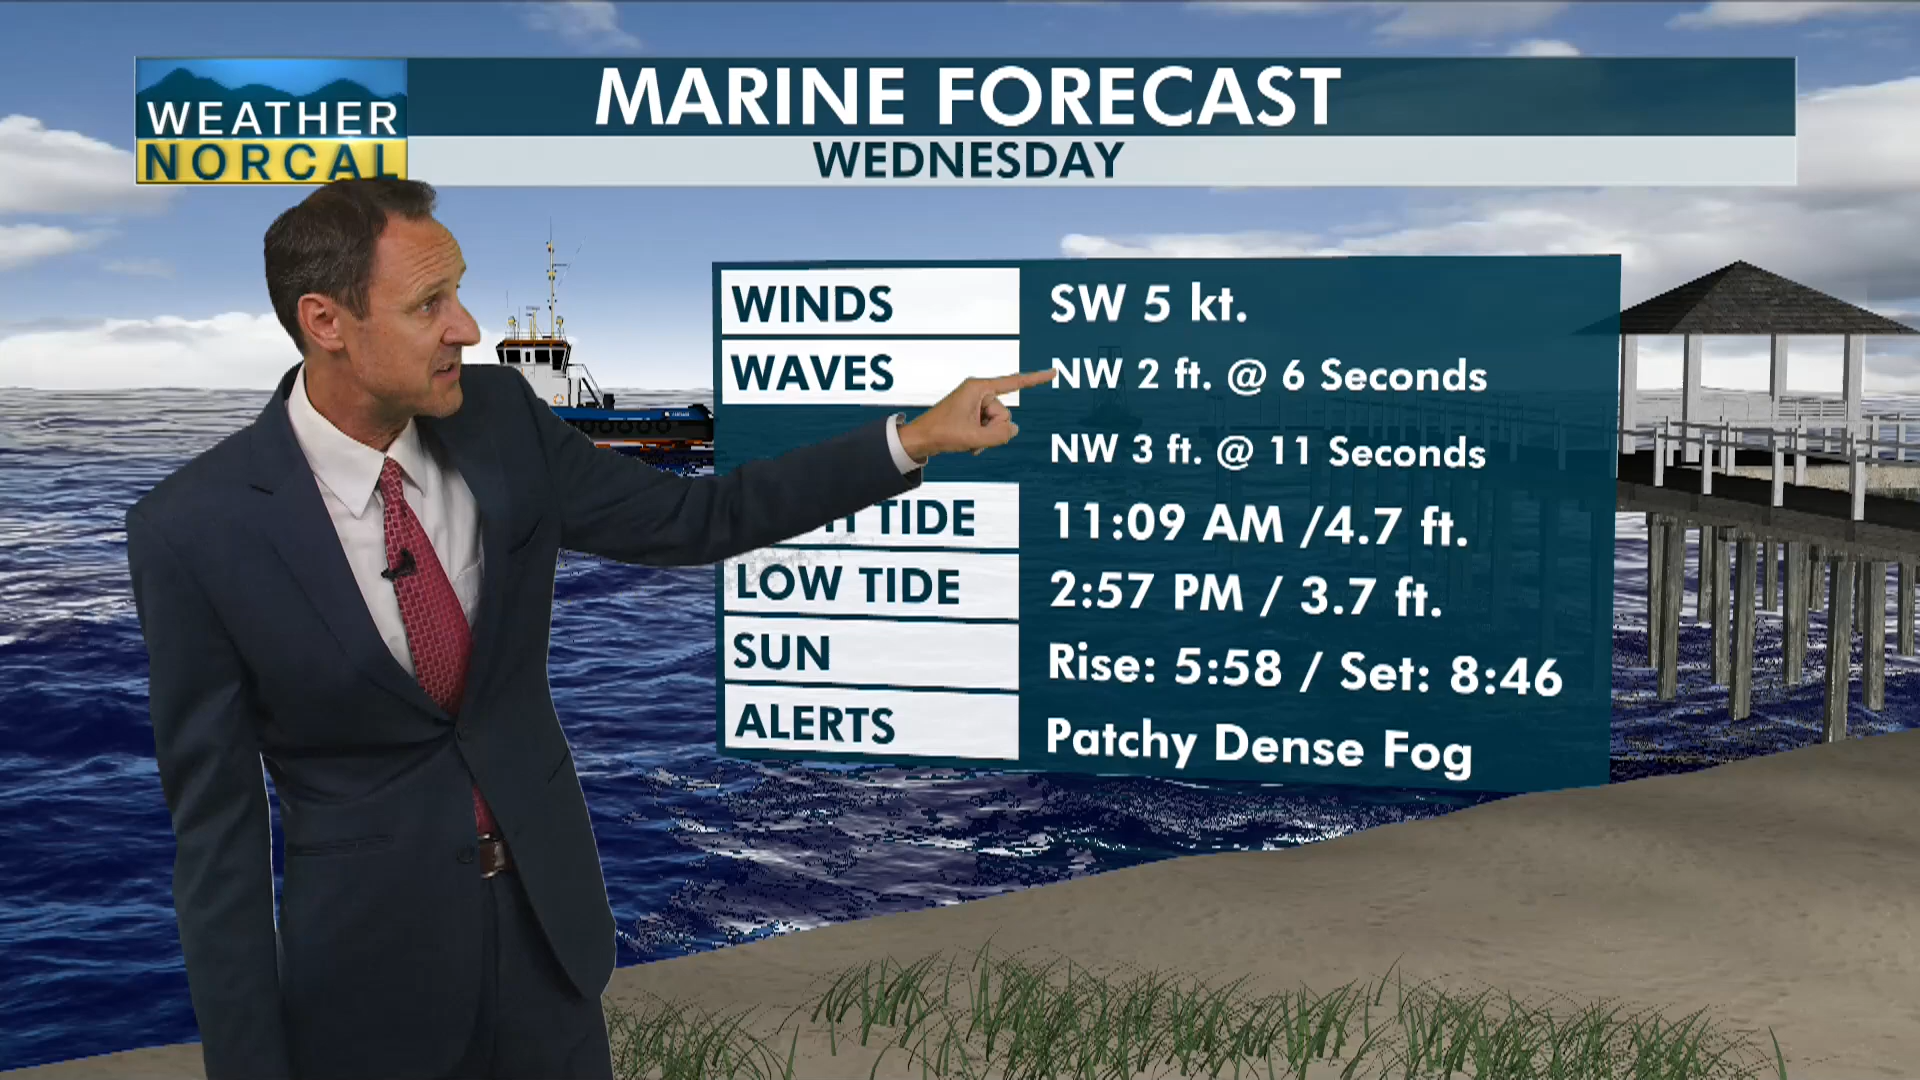 WEATHER
NORCAL
MARINE FORECAST
WEDNESDAY
WINDS SW 5 kt.
WAVES NW 2 ft. @ 6 Seconds
NW 3 ft. @ 11 Seconds
TIDE 11:09 AM /4.7 ft.
LOW TIDE 2:57 PM / 3.7 ft.
SUN Rise: 5:58 / Set: 8:46
ALERTS Patchy Dense Fog